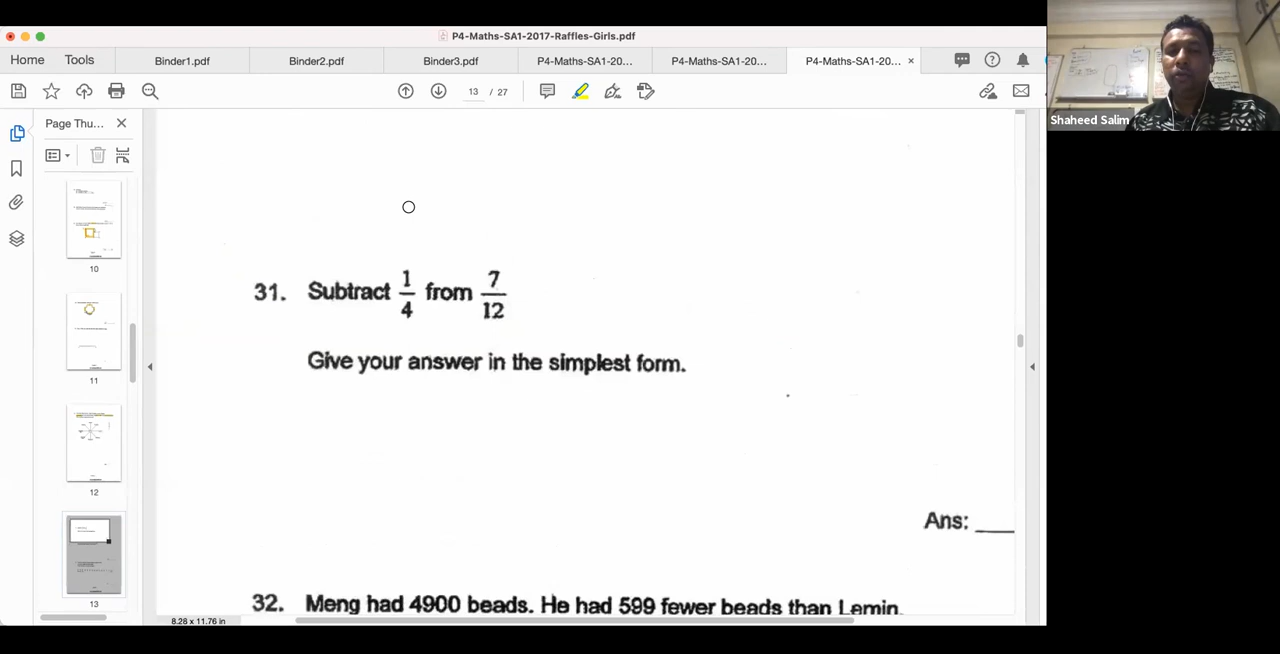 P4-Maths-SA1-2017-Raffles-Girls.pdf
Home Tools Binder1.pdf Binder2.pdf Binder3.pdf P4-Maths-SA1-20... P4-Maths-SA1-20... P4-Maths-SA1-20... ×
13 / 27
Shaheed Salim
Page Thu...
10
11
12
13
31. Subtract 1/4 from 7/12
Give your answer in the simplest form.
Ans: ____
32. Meng had 4900 beads. He had 599 fewer beads than Lemin.
8.28 x 11.76 in